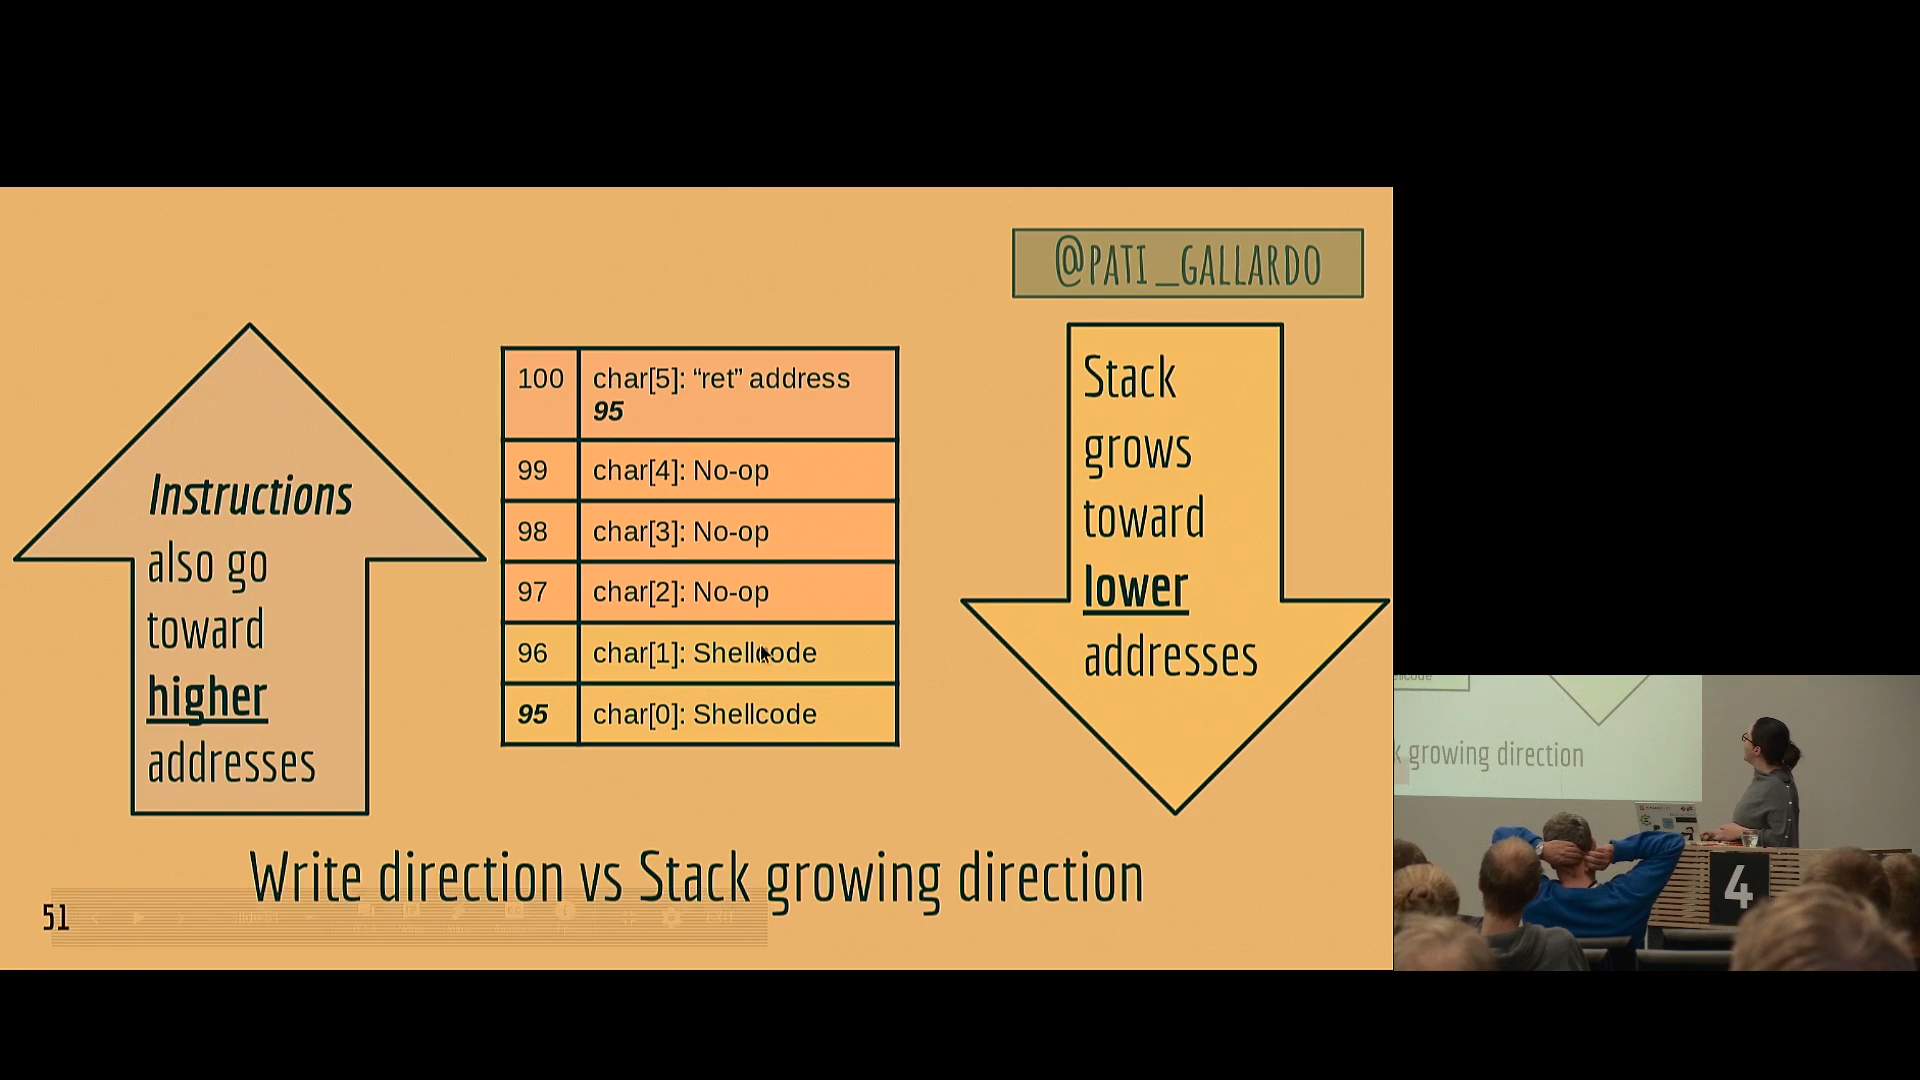 @PATI_GALLARDO
Instructions
also go
toward
higher
addresses
100 char[5]: “ret” address
95
99 char[4]: No-op
98 char[3]: No-op
97 char[2]: No-op
96 char[1]: Shellcode
95 char[0]: Shellcode
Stack
grows
toward
lower
addresses
Write direction vs Stack growing direction
51
growing direction
4